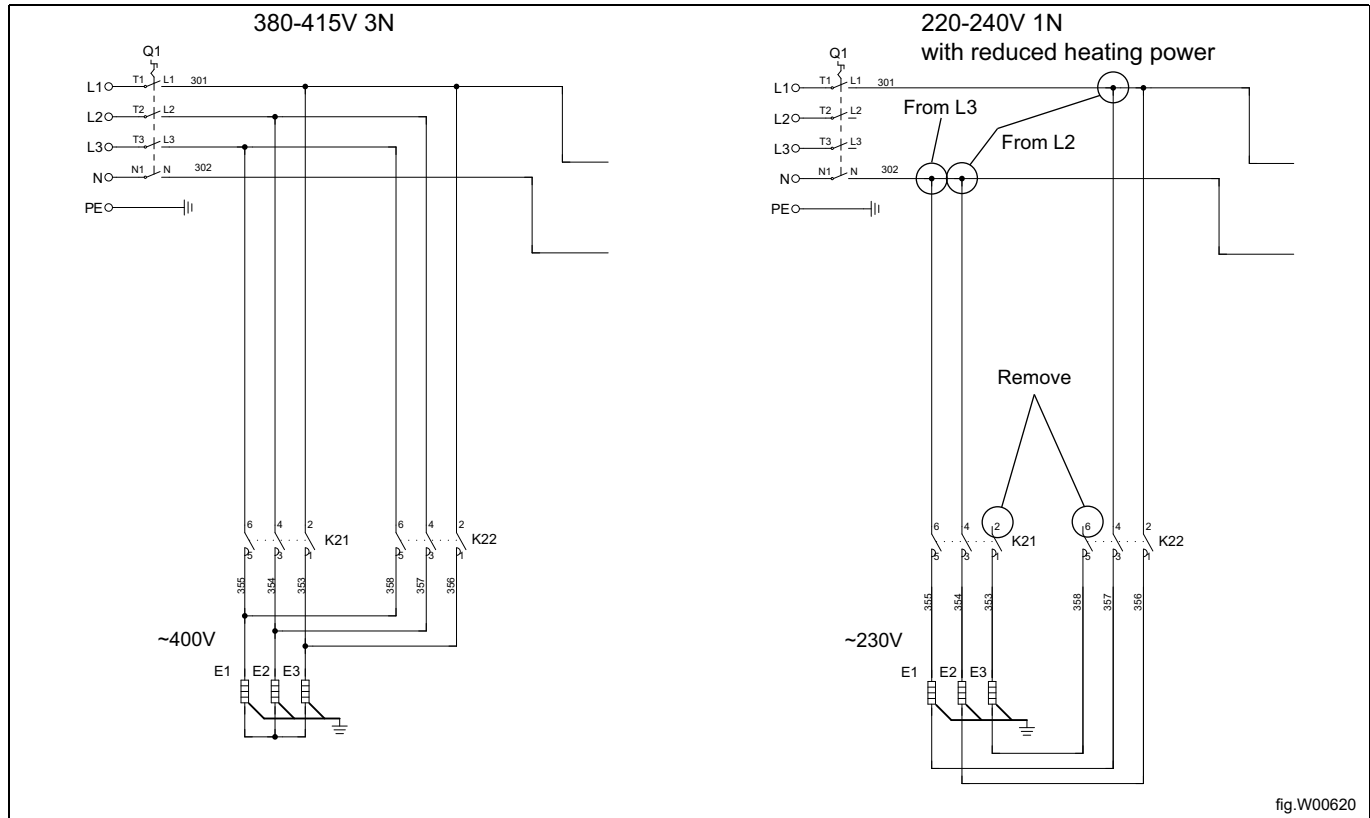 380-415V 3N
Q1
L1 T1 L1 301
L2 T2 L2
L3 T3 L3
N N1 N 302
PE
6 4 2 K21 6 4 2 K22
5 3 1 5 3 1
355 354 353 358 357 356
~400V
E1 E2 E3
220-240V 1N
with reduced heating power
Q1
L1 T1 L1 301
From L3
L2 T2 L2
From L2
L3 T3 L3
N N1 N 302
PE
Remove
6 4 2 K21 6 4 2 K22
5 3 1 5 3 1
355 354 353 358 357 356
~230V
E1 E2 E3
fig.W00620